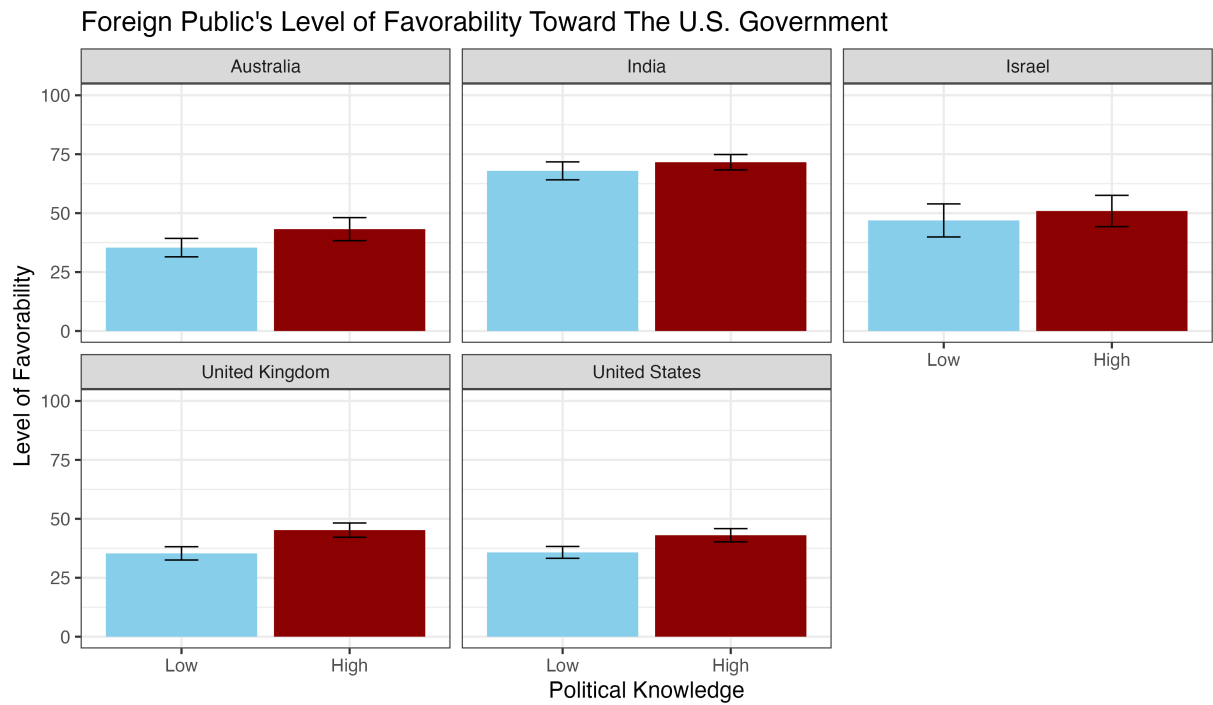 Foreign Public's Level of Favorability Toward The U.S. Government
Australia
India
Israel
100
75
50
25
0
Low
High
United Kingdom
United States
100
75
50
25
0
Low
High
Low
High
Level of Favorability
Political Knowledge